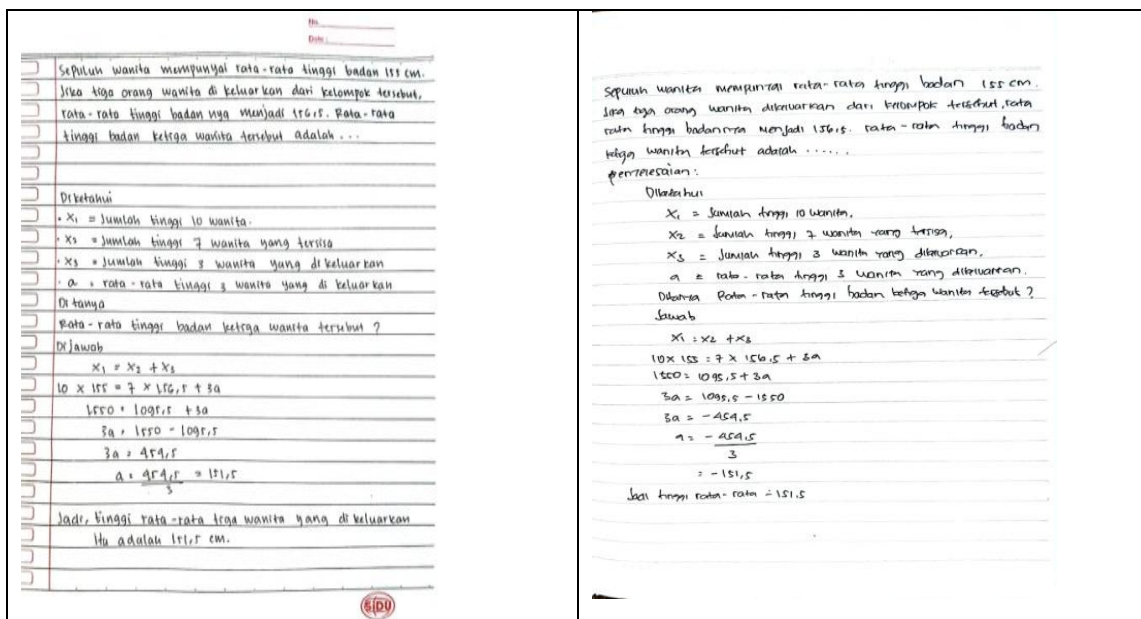 No.
Date:
Sepuluh wanita mempunyai rata-rata tinggi badan 155 cm.
Jika tiga orang wanita di keluarkan dari kelompok tersebut,
rata-rata tinggi badan nya menjadi 156,5. Rata-rata
tinggi badan ketiga wanita tersebut adalah ...
Diketahui
• X₁ = Jumlah tinggi 10 wanita.
• X₂ = Jumlah tinggi 7 wanita yang tersisa
• X₃ = Jumlah tinggi 3 wanita yang di keluarkan
• a = rata-rata tinggi 3 wanita yang di keluarkan
Di tanya
Rata-rata tinggi badan ketiga wanita tersebut ?
Di Jawab
X₁ = X₂ + X₃
10 × 155 = 7 × 156,5 + 3a
1550 = 1095,5 + 3a
3a = 1550 - 1095,5
3a = 454,5
a = 454,5 = 151,5
3
Jadi, tinggi rata-rata tiga wanita yang di keluarkan
itu adalah 151,5 cm.
SIDU
Sepuluh wanita mempunyai rata-rata tinggi badan 155 cm.
Jika tiga orang wanita dikeluarkan dari kelompok tersebut, rata
rata tinggi badannya menjadi 156,5. rata-rata tinggi badan
ketiga wanita tersebut adalah ......
penyelesaian :
Diketahui
X₁ = Jumlah tinggi 10 wanita,
X₂ = Jumlah tinggi 7 wanita yang tersisa,
X₃ = Jumlah tinggi 3 wanita yang dikeluarkan,
a = rata-rata tinggi 3 wanita yang dikeluarkan.
Ditanya Rata-rata tinggi badan ketiga wanita tersebut ?
Jawab
X₁ = X₂ + X₃
10 × 155 = 7 × 156,5 + 3a
1550 = 1095,5 + 3a
3a = 1095,5 - 1550
3a = -454,5
a = - 454,5
3
= -151,5
Jadi tinggi rata-rata = 151,5